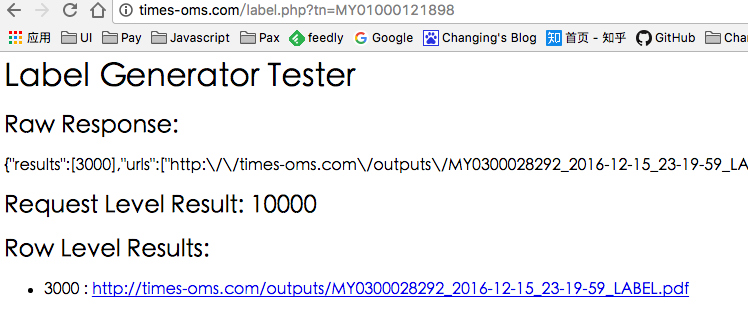 times-oms.com/label.php?tn=MY01000121898
应用 UI Pay Javascript Pax feedly Google Changing's Blog 知 首页 - 知乎 GitHub Char
Label Generator Tester
Raw Response:
{"results":[3000],"urls":["http:\/\/times-oms.com\/outputs\/MY0300028292_2016-12-15_23-19-59_LA
Request Level Result: 10000
Row Level Results:
3000 : http://times-oms.com/outputs/MY0300028292_2016-12-15_23-19-59_LABEL.pdf